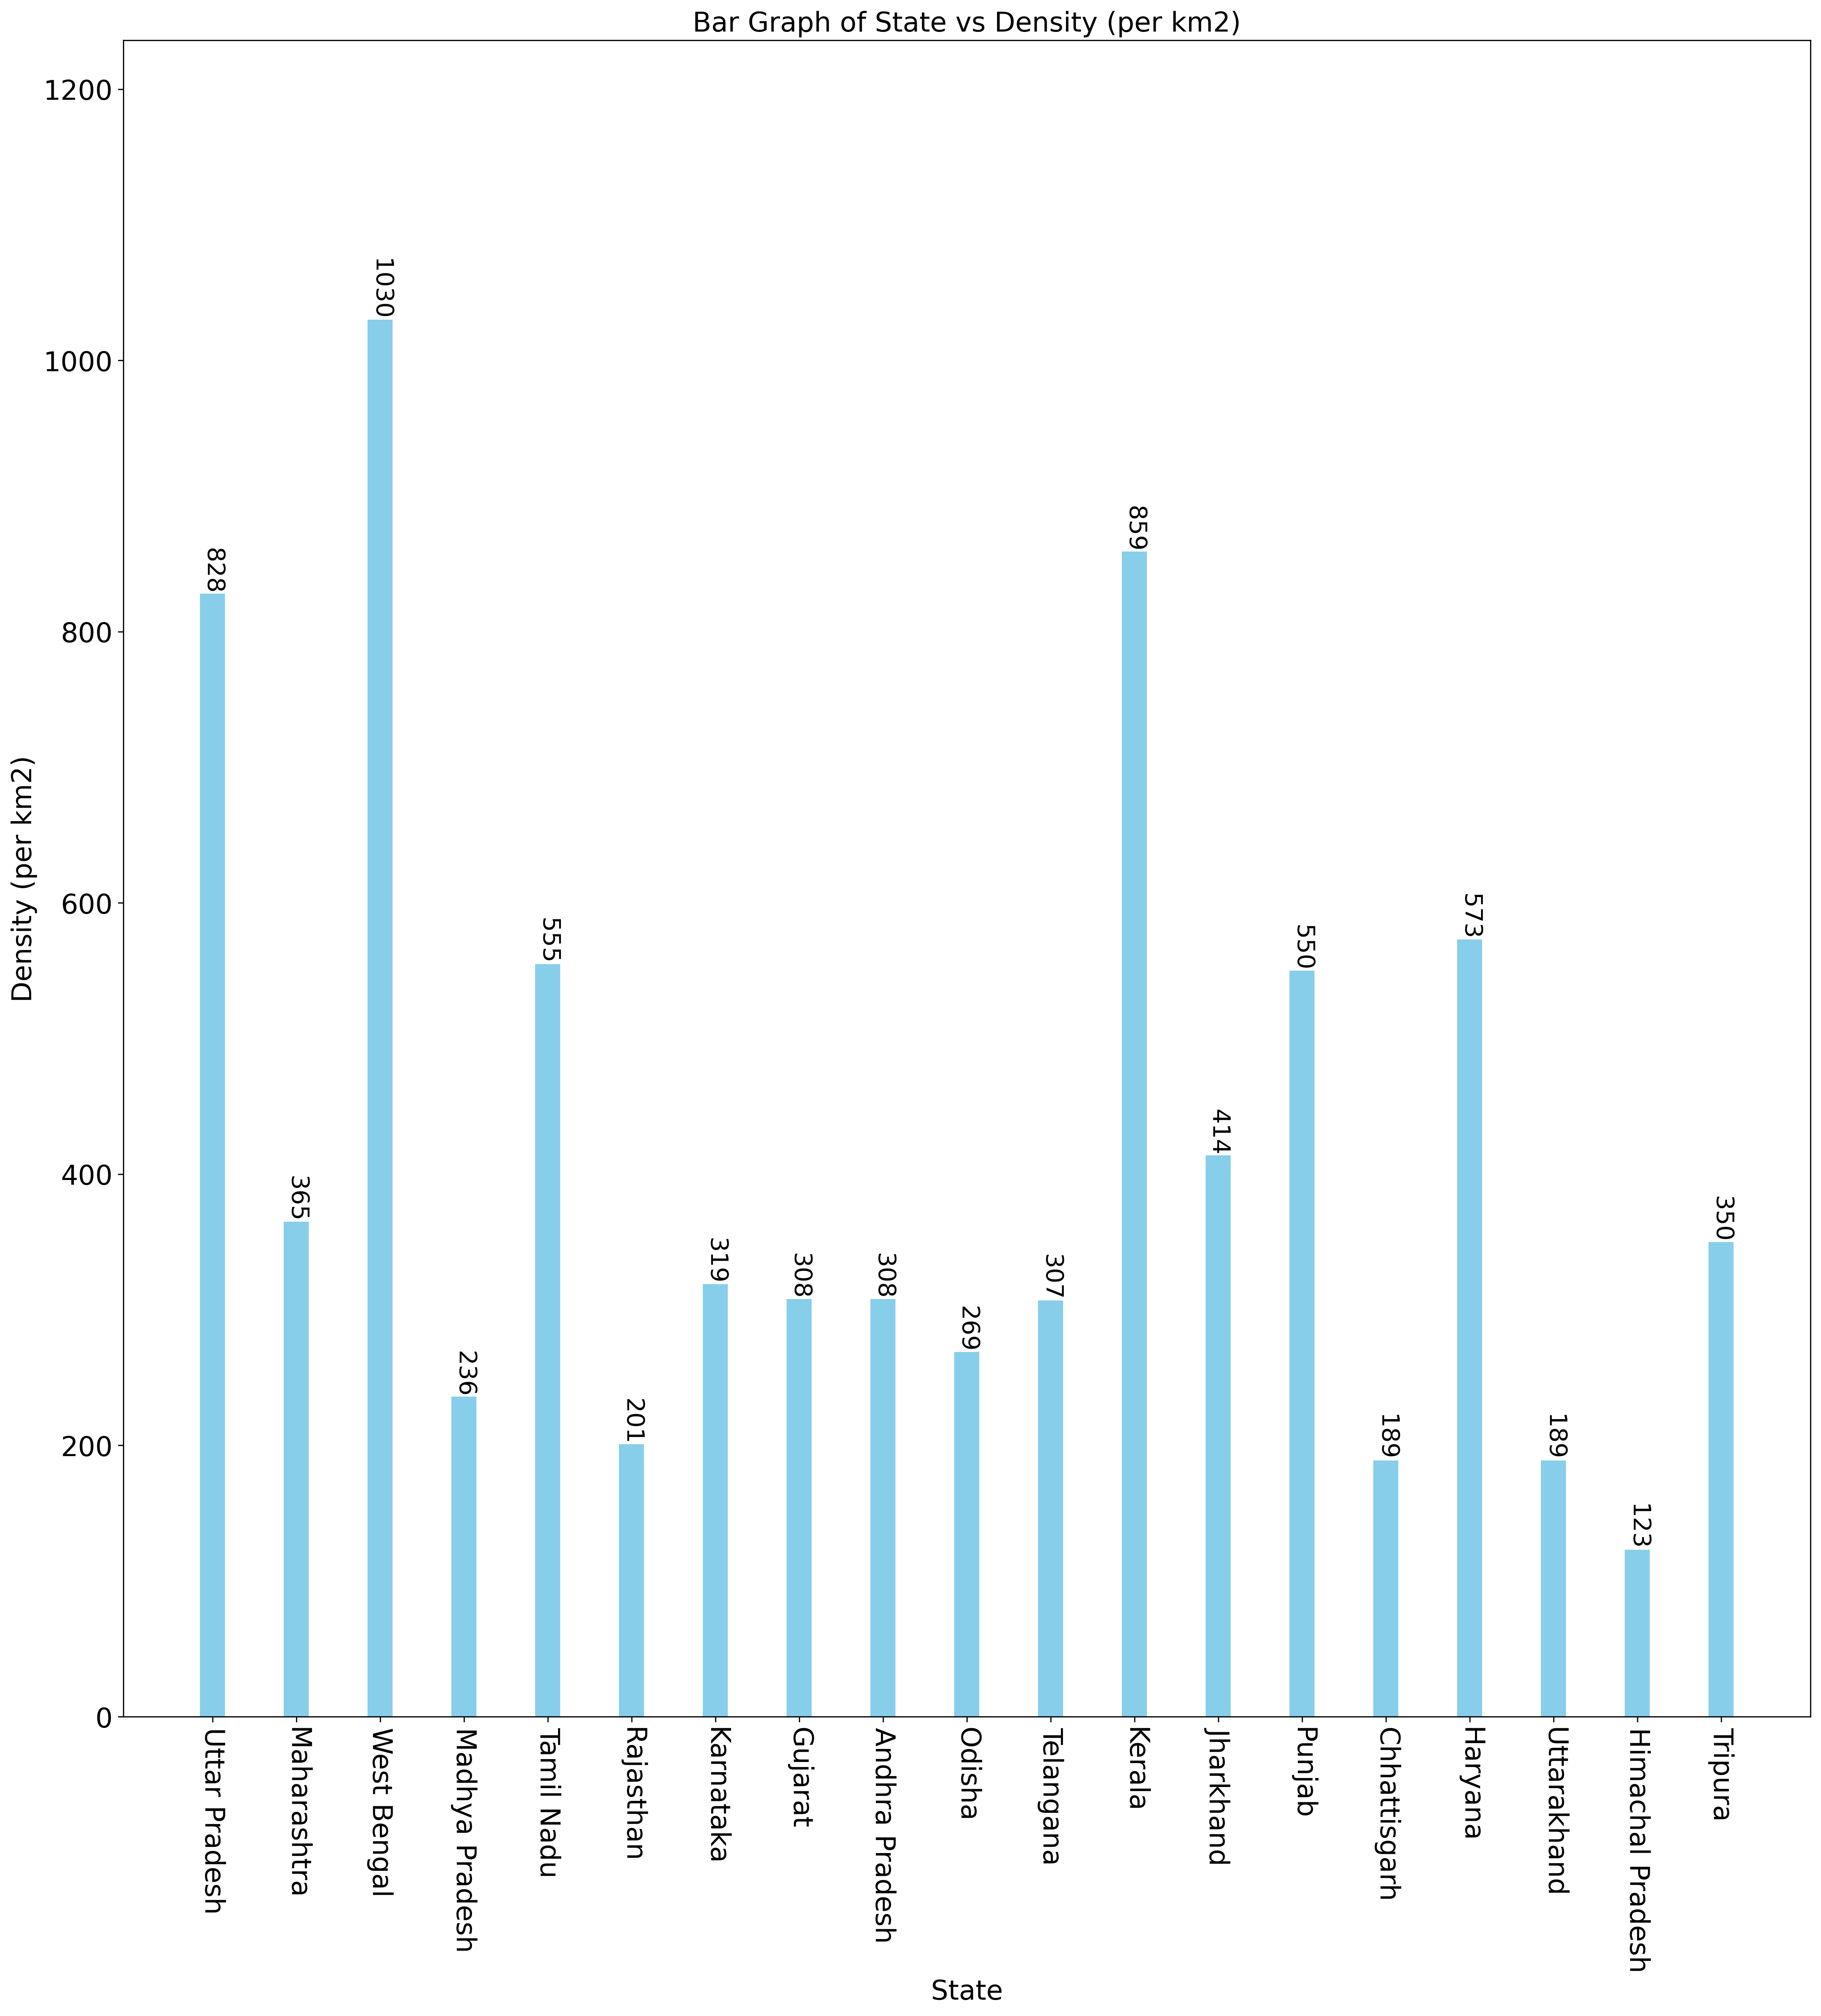 Bar Graph of State vs Density (per km2)
Density (per km2)
1200
1000
800
600
400
200
0
828
365
1030
236
555
201
319
308
308
269
307
859
414
550
189
573
189
123
350
Uttar Pradesh
Maharashtra
West Bengal
Madhya Pradesh
Tamil Nadu
Rajasthan
Karnataka
Gujarat
Andhra Pradesh
Odisha
Telangana
Kerala
Jharkhand
Punjab
Chhattisgarh
Haryana
Uttarakhand
Himachal Pradesh
Tripura
State